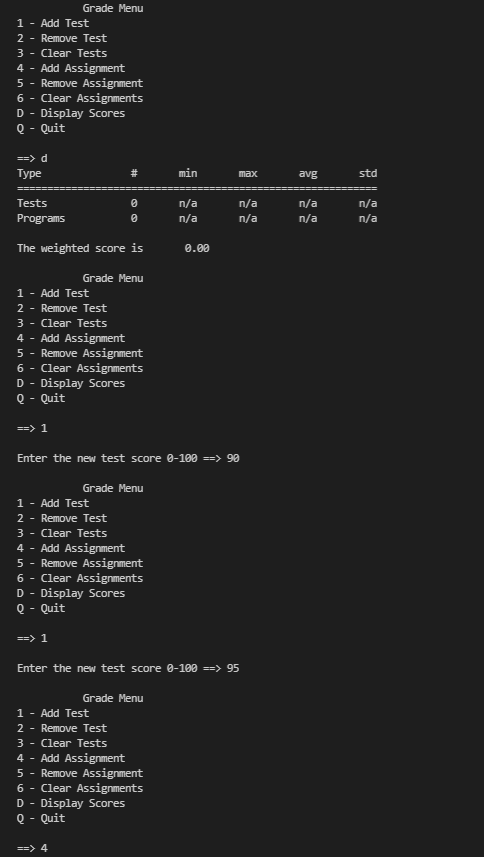 Grade Menu
1 - Add Test
2 - Remove Test
3 - Clear Tests
4 - Add Assignment
5 - Remove Assignment
6 - Clear Assignments
D - Display Scores
Q - Quit
==> d
Type # min max avg std
============================================================
Tests 0 n/a n/a n/a n/a
Programs 0 n/a n/a n/a n/a
The weighted score is 0.00
Grade Menu
1 - Add Test
2 - Remove Test
3 - Clear Tests
4 - Add Assignment
5 - Remove Assignment
6 - Clear Assignments
D - Display Scores
Q - Quit
==> 1
Enter the new test score 0-100 ==> 90
Grade Menu
1 - Add Test
2 - Remove Test
3 - Clear Tests
4 - Add Assignment
5 - Remove Assignment
6 - Clear Assignments
D - Display Scores
Q - Quit
==> 1
Enter the new test score 0-100 ==> 95
Grade Menu
1 - Add Test
2 - Remove Test
3 - Clear Tests
4 - Add Assignment
5 - Remove Assignment
6 - Clear Assignments
D - Display Scores
Q - Quit
==> 4